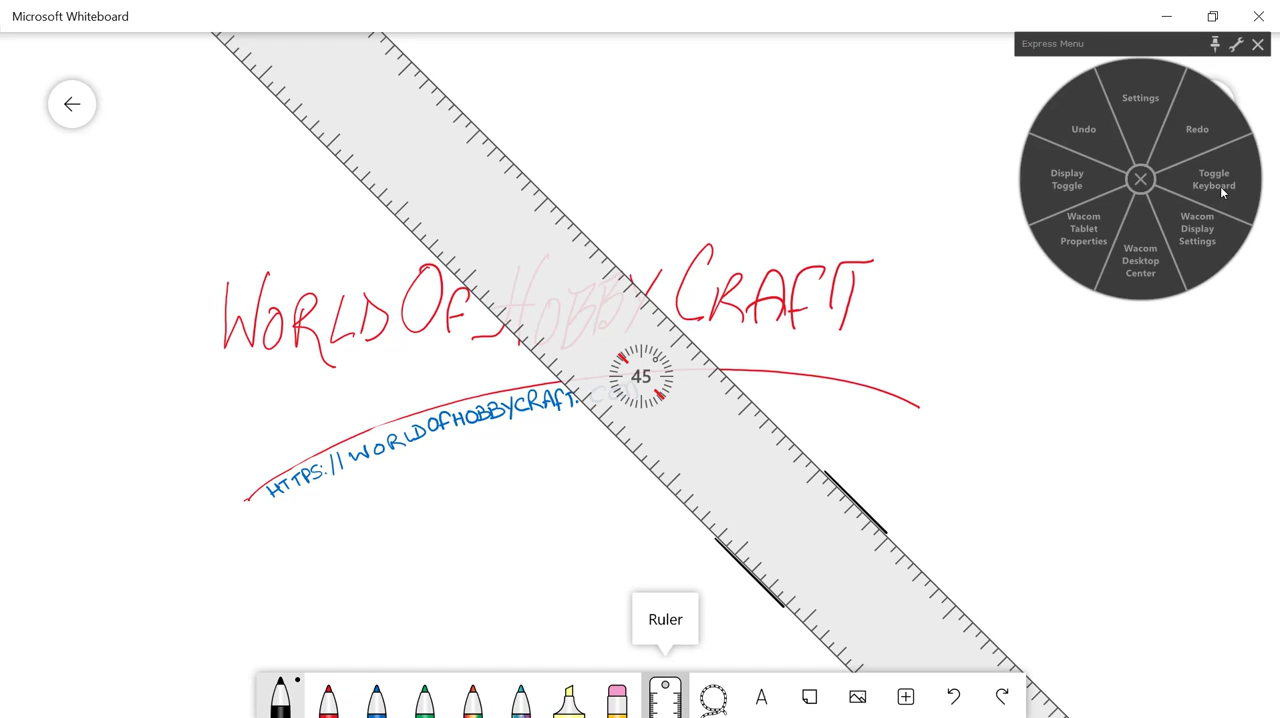 Microsoft Whiteboard
Express Menu
Settings
Undo
Redo
Display
Toggle
Toggle
Keyboard
Wacom
Tablet
Properties
Wacom
Display
Settings
Wacom
Desktop
Center
WORLD OF HOBBY CRAFT
45
HTTPS://WORLDOFHOBBYCRAFT.com
Ruler
A